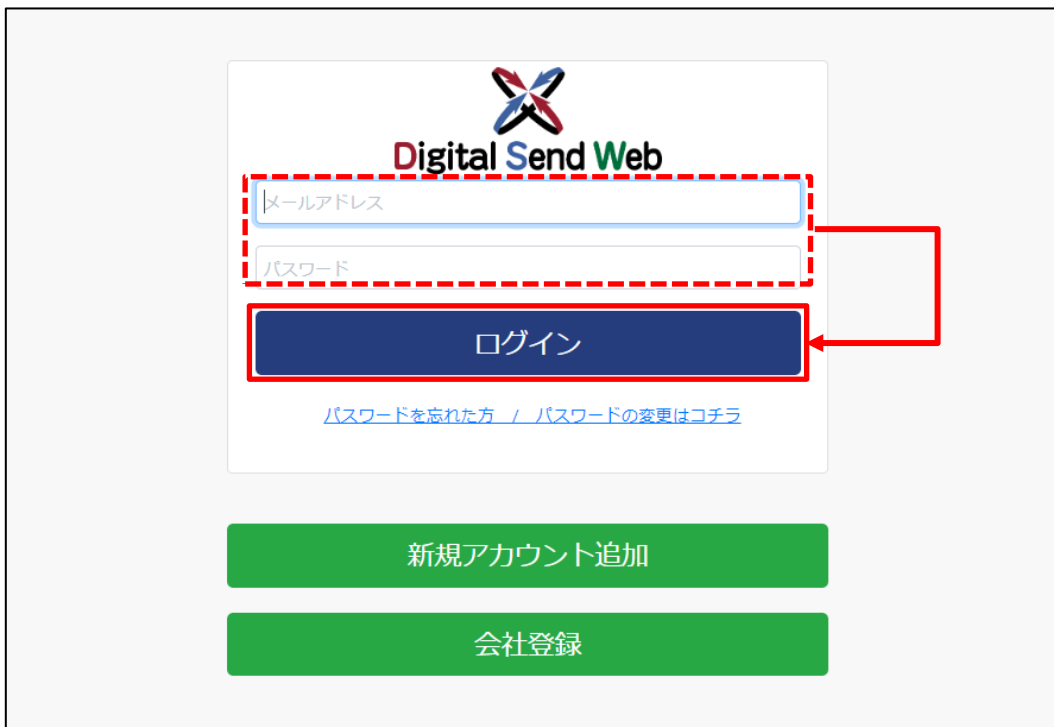 Digital Send Web
メールアドレス
パスワード
ログイン
パスワードを忘れた方　/　パスワードの変更はコチラ
新規アカウント追加
会社登録